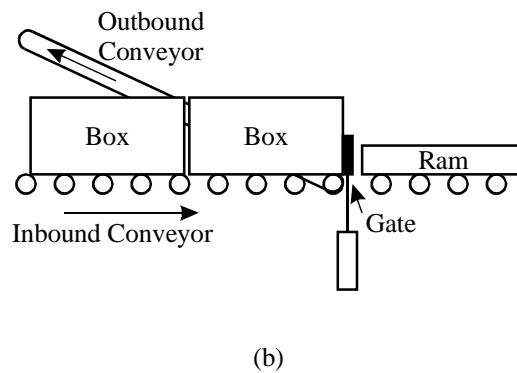 Outbound
Conveyor
Box
Box
Ram
Inbound Conveyor
Gate
(b)